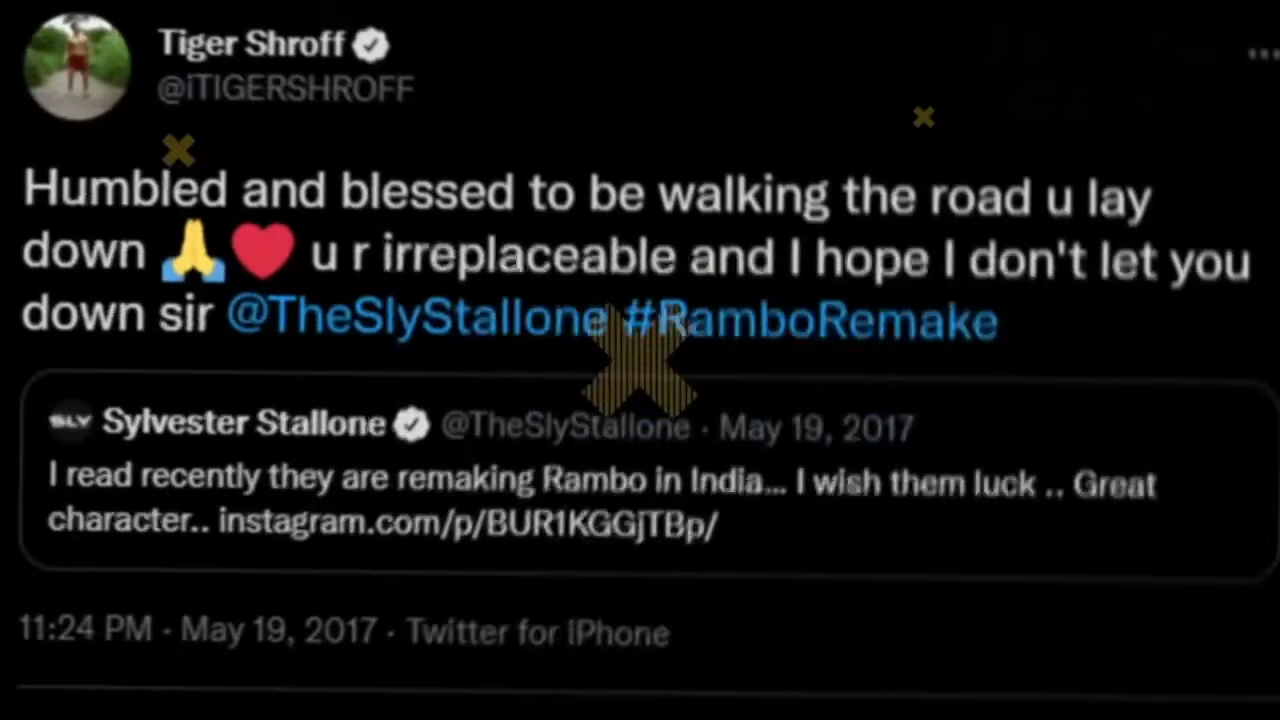 Tiger Shroff
@iTIGERSHROFF
Humbled and blessed to be walking the road u lay
down 🙏❤️ u r irreplaceable and I hope I don't let you
down sir @TheSlyStallone #RamboRemake
SLY Sylvester Stallone @TheSlyStallone · May 19, 2017
I read recently they are remaking Rambo in India... I wish them luck .. Great
character.. instagram.com/p/BUR1KGGjTBp/
11:24 PM · May 19, 2017 · Twitter for iPhone